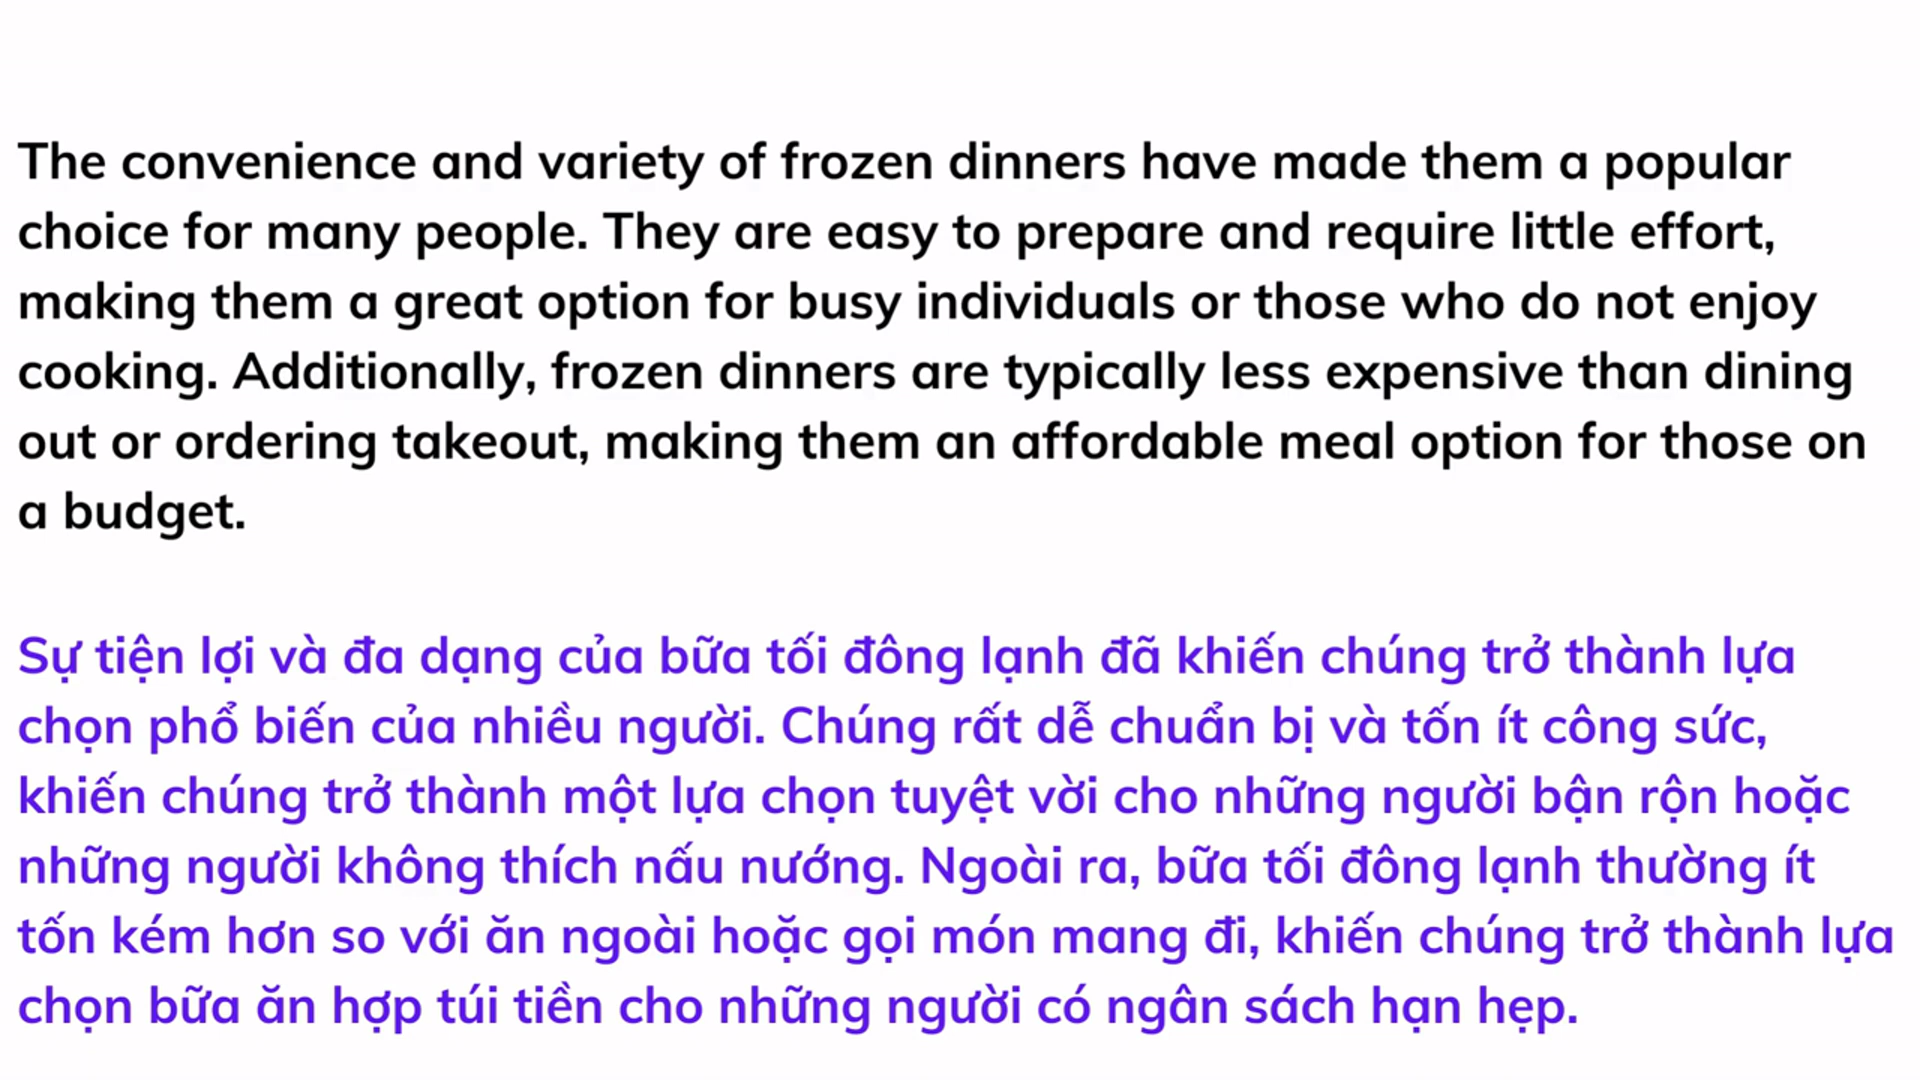 The convenience and variety of frozen dinners have made them a popular
choice for many people. They are easy to prepare and require little effort,
making them a great option for busy individuals or those who do not enjoy
cooking. Additionally, frozen dinners are typically less expensive than dining
out or ordering takeout, making them an affordable meal option for those on
a budget.
Sự tiện lợi và đa dạng của bữa tối đông lạnh đã khiến chúng trở thành lựa
chọn phổ biến của nhiều người. Chúng rất dễ chuẩn bị và tốn ít công sức,
khiến chúng trở thành một lựa chọn tuyệt vời cho những người bận rộn hoặc
những người không thích nấu nướng. Ngoài ra, bữa tối đông lạnh thường ít
tốn kém hơn so với ăn ngoài hoặc gọi món mang đi, khiến chúng trở thành lựa
chọn bữa ăn hợp túi tiền cho những người có ngân sách hạn hẹp.